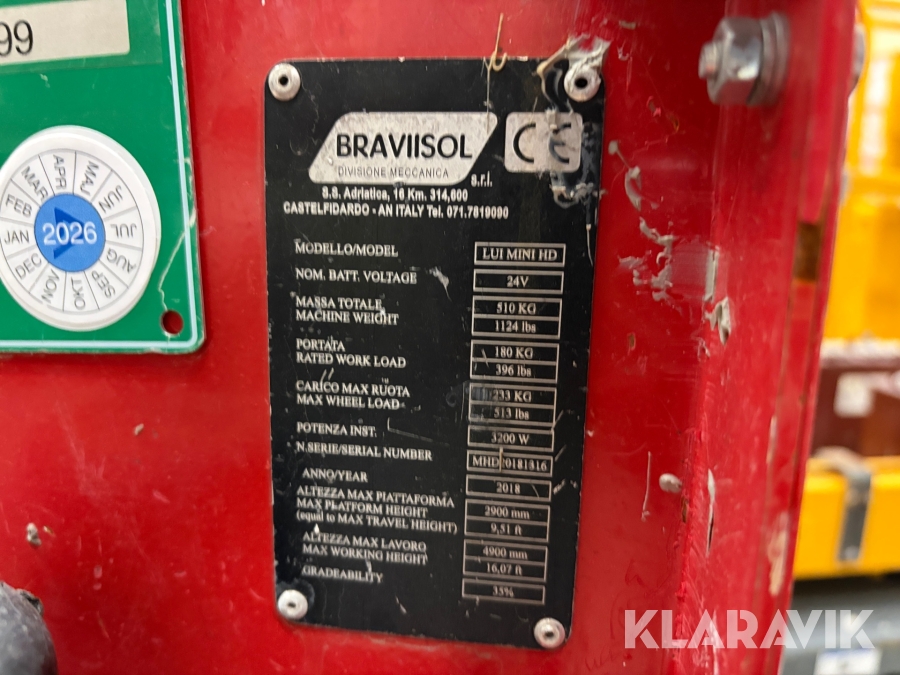 99
JAN
FEB
MAR
APR
MAJ
JUN
JUL
AUG
SEP
OKT
NOV
DEC
2026
BRAVIISOL
DIVISIONE MECCANICA
S.r.l.
CE
S.S. Adriatica, 16 Km. 314,600
CASTELFIDARDO - AN ITALY Tel. 071.7819090
MODELLO/MODEL LUI MINI HD
NOM. BATT. VOLTAGE 24V
MASSA TOTALE 510 KG
MACHINE WEIGHT 1124 lbs
PORTATA 180 KG
RATED WORK LOAD 396 lbs
CARICO MAX RUOTA 233 KG
MAX WHEEL LOAD 513 lbs
POTENZA INST. 3200 W
N.SERIE/SERIAL NUMBER
ANNO/YEAR 2018
ALTEZZA MAX PIATTAFORMA 2900 mm
MAX PLATFORM HEIGHT
(equal to MAX TRAVEL HEIGHT) 9,51 ft
ALTEZZA MAX LAVORO 4900 mm
MAX WORKING HEIGHT 16,07 ft
GRADEABILITY 35%
KLARAVIK